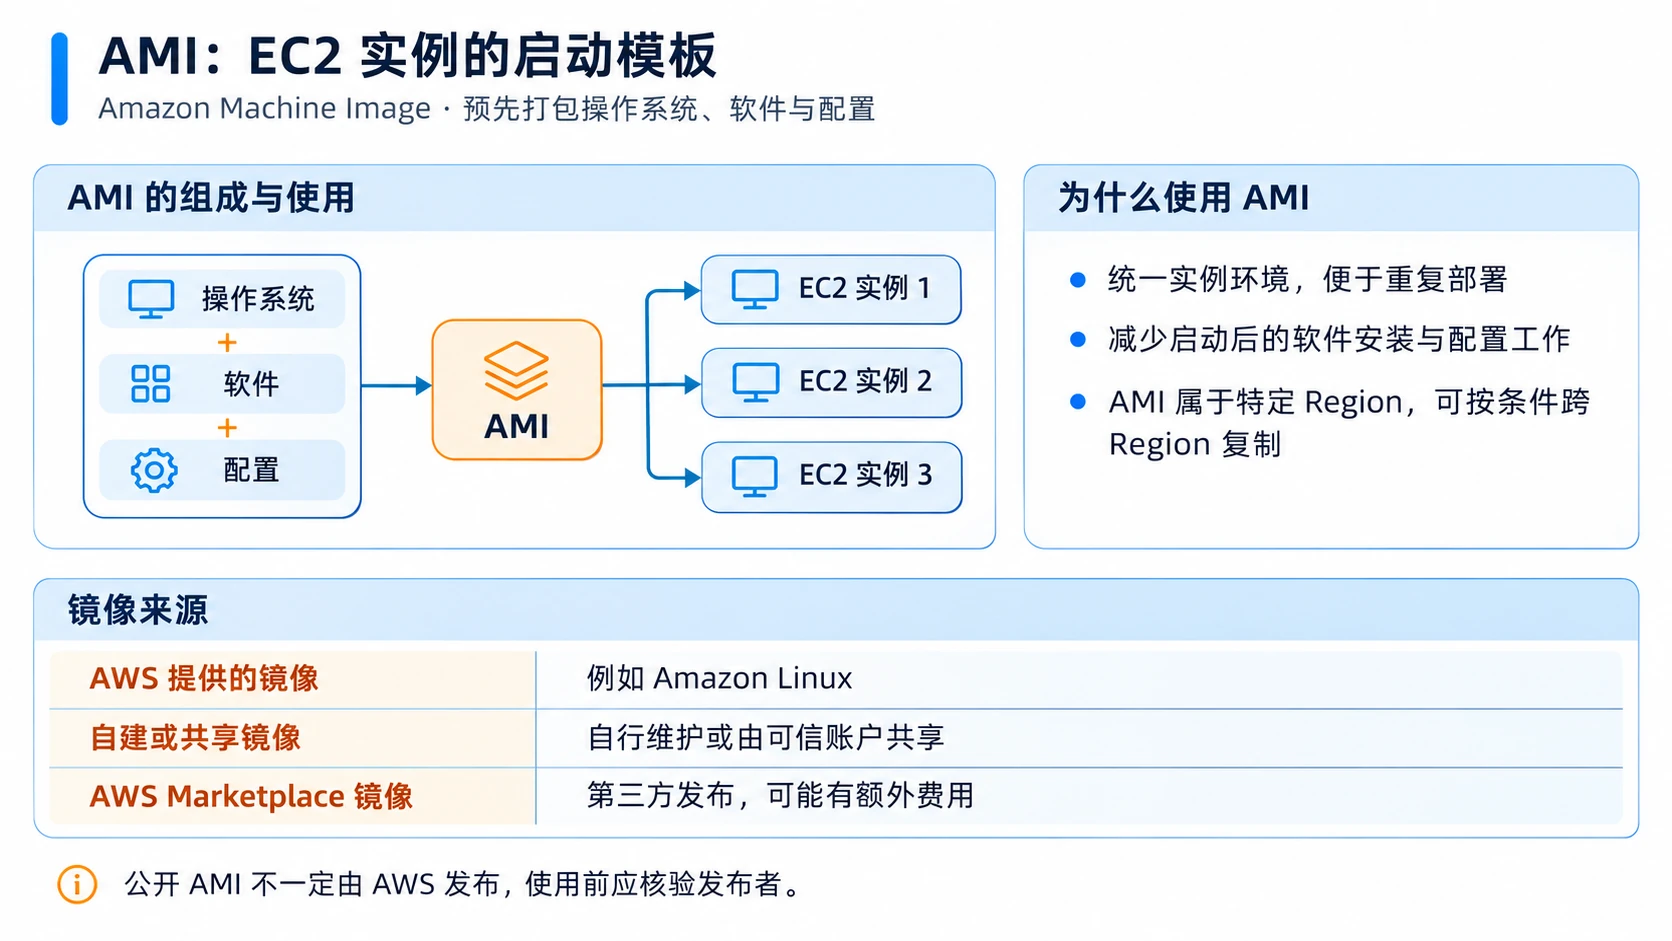 AMI：EC2 实例的启动模板
Amazon Machine Image · 预先打包操作系统、软件与配置
AMI 的组成与使用
操作系统
+
软件
+
配置
AMI
EC2 实例 1
EC2 实例 2
EC2 实例 3
为什么使用 AMI
统一实例环境，便于重复部署
减少启动后的软件安装与配置工作
AMI 属于特定 Region，可按条件跨
Region 复制
镜像来源
AWS 提供的镜像 例如 Amazon Linux
自建或共享镜像 自行维护或由可信账户共享
AWS Marketplace 镜像 第三方发布，可能有额外费用
公开 AMI 不一定由 AWS 发布，使用前应核验发布者。